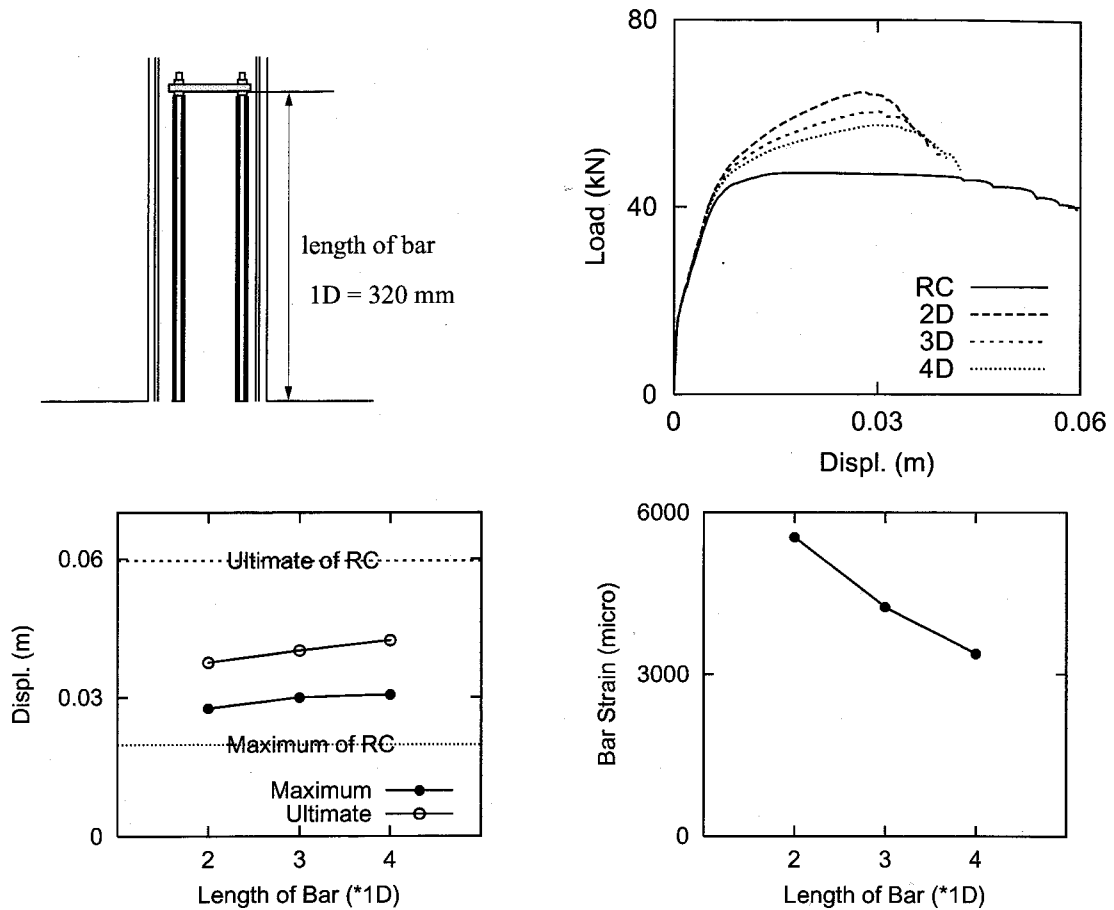 length of bar
1D = 320 mm
80
40
0
Load (kN)
RC
2D
3D
4D
0
0.03
0.06
Displ. (m)
0.06
0.03
0
Displ. (m)
Ultimate of RC
Maximum of RC
Maximum
Ultimate
2
3
4
Length of Bar (*1D)
6000
3000
0
Bar Strain (micro)
2
3
4
Length of Bar (*1D)